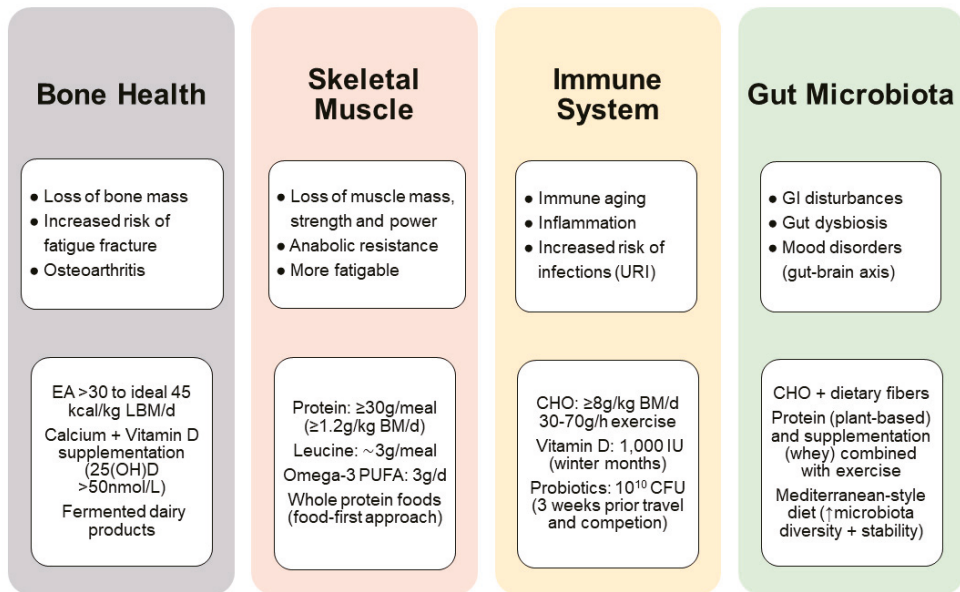 Bone Health
● Loss of bone mass
● Increased risk of
fatigue fracture
● Osteoarthritis
EA >30 to ideal 45
kcal/kg LBM/d
Calcium + Vitamin D
supplementation
(25(OH)D
>50nmol/L)
Fermented dairy
products
Skeletal
Muscle
● Loss of muscle mass,
strength and power
● Anabolic resistance
● More fatigable
Protein: ≥30g/meal
(≥1.2g/kg BM/d)
Leucine: ~3g/meal
Omega-3 PUFA: 3g/d
Whole protein foods
(food-first approach)
Immune
System
● Immune aging
● Inflammation
● Increased risk of
infections (URI)
CHO: ≥8g/kg BM/d
30-70g/h exercise
Vitamin D: 1,000 IU
(winter months)
Probiotics: 10¹⁰ CFU
(3 weeks prior travel
and competion)
Gut Microbiota
● GI disturbances
● Gut dysbiosis
● Mood disorders
(gut-brain axis)
CHO + dietary fibers
Protein (plant-based)
and supplementation
(whey) combined
with exercise
Mediterranean-style
diet (↑microbiota
diversity + stability)